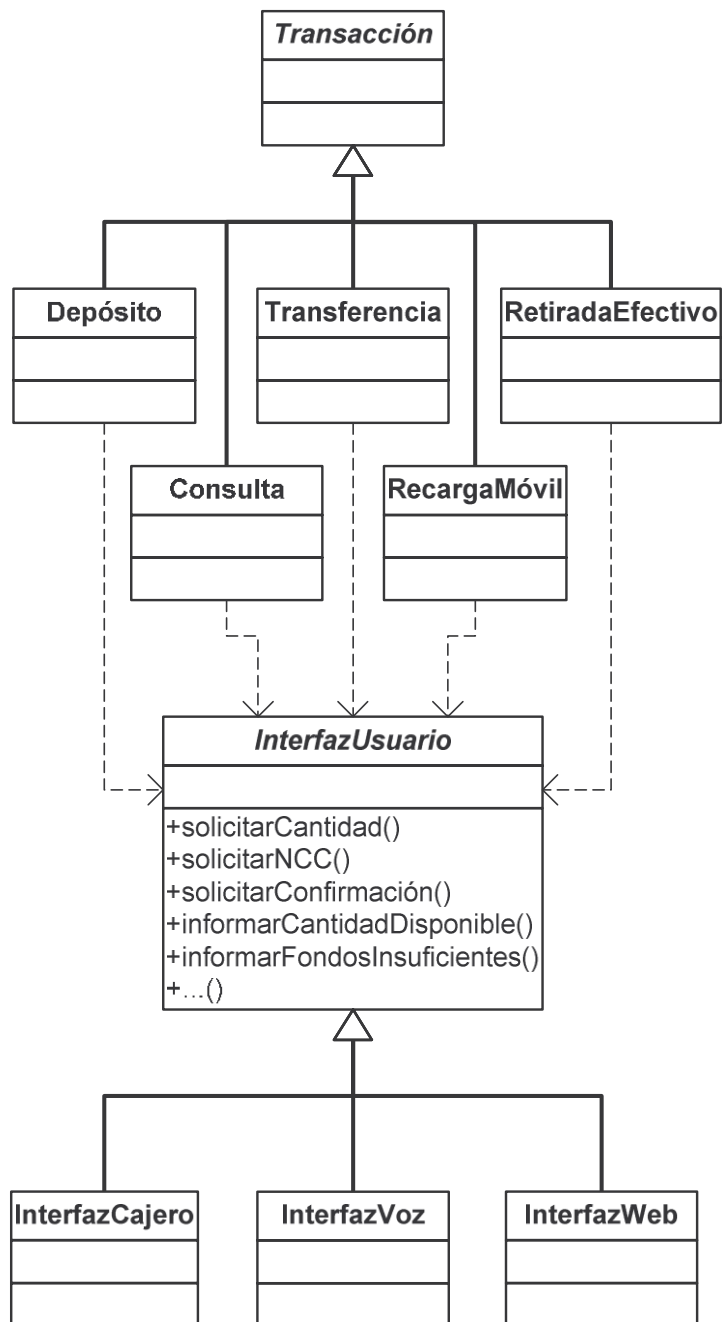 Transacción
Depósito
Transferencia
RetiradaEfectivo
Consulta
RecargaMóvil
InterfazUsuario
+solicitarCantidad()
+solicitarNCC()
+solicitarConfirmación()
+informarCantidadDisponible()
+informarFondosInsuficientes()
+...()
InterfazCajero
InterfazVoz
InterfazWeb